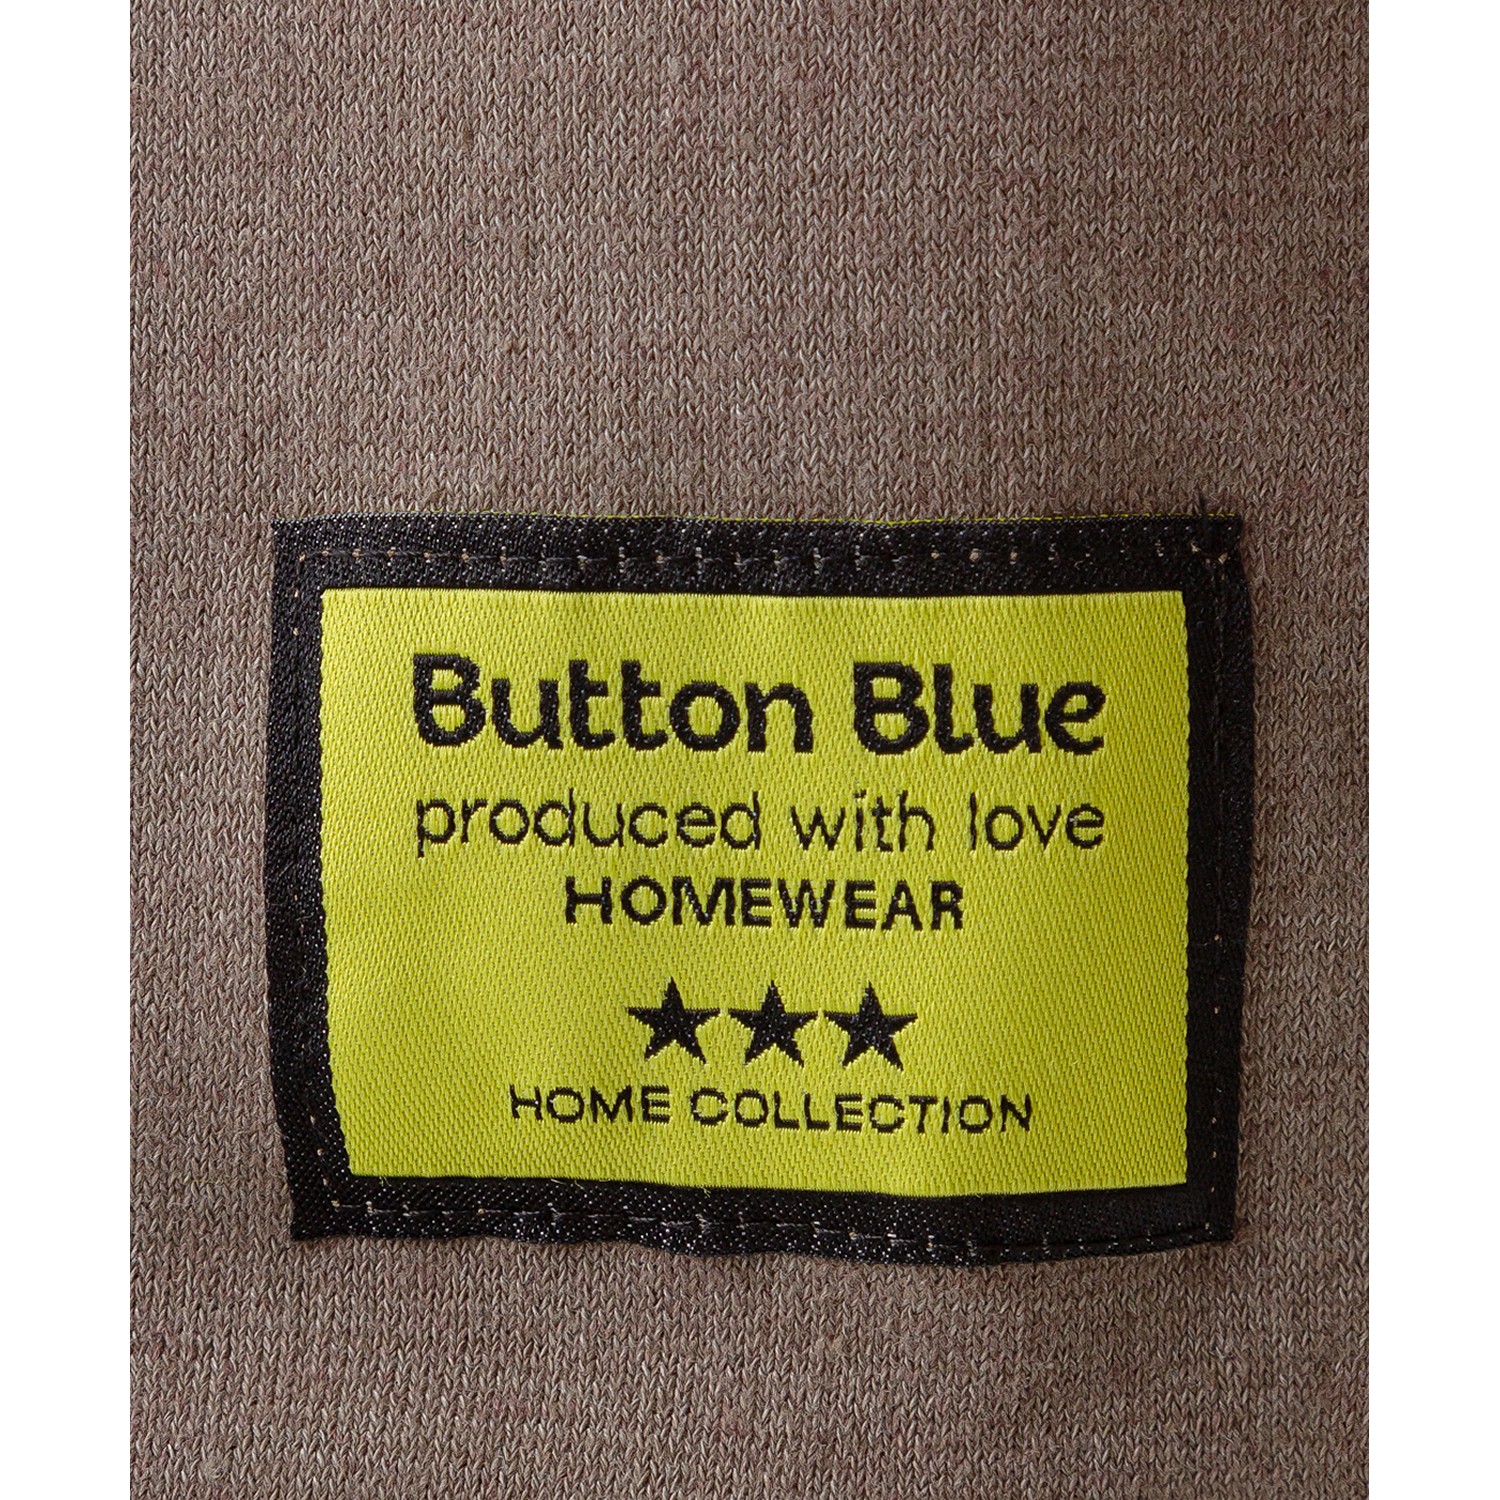 Button Blue
produced with love
HOMEWEAR
HOME COLLECTION